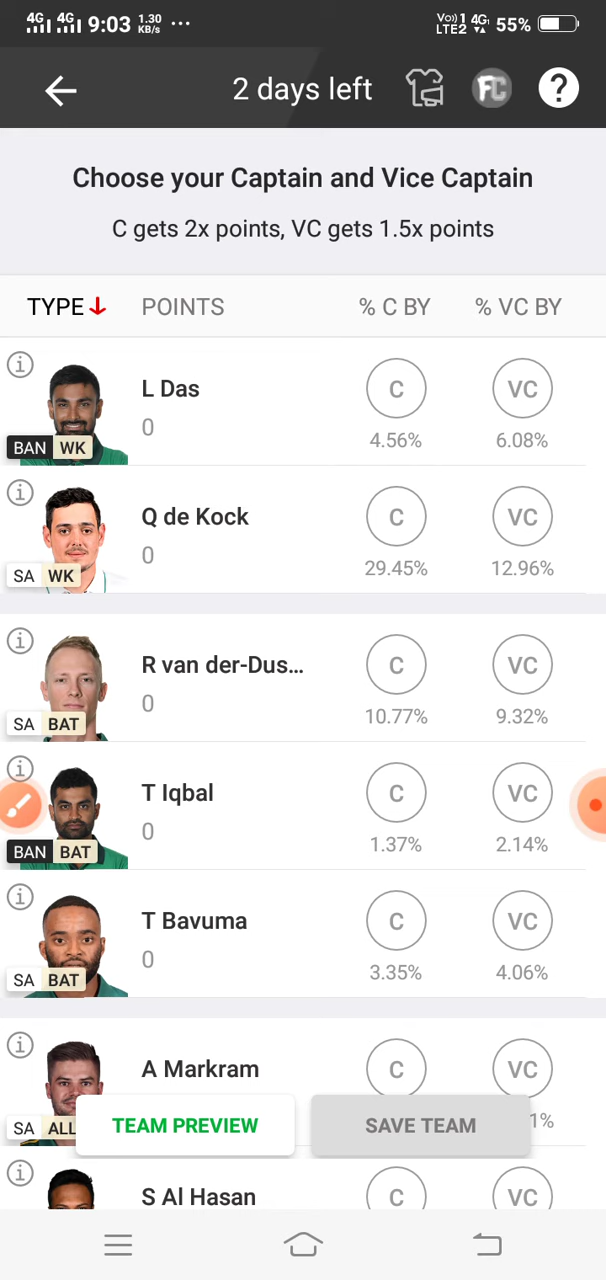 4G 4G 9:03 1.30 KB/s ... Vo)) 1 4G LTE2 55%
2 days left FC ?
Choose your Captain and Vice Captain
C gets 2x points, VC gets 1.5x points
TYPE POINTS % C BY % VC BY
L Das C VC
0
BAN WK 4.56% 6.08%
Q de Kock C VC
0
SA WK 29.45% 12.96%
R van der-Dus... C VC
0
SA BAT 10.77% 9.32%
T Iqbal C VC
0
BAN BAT 1.37% 2.14%
T Bavuma C VC
0
SA BAT 3.35% 4.06%
A Markram C VC
SA ALL TEAM PREVIEW SAVE TEAM 1%
S Al Hasan C VC